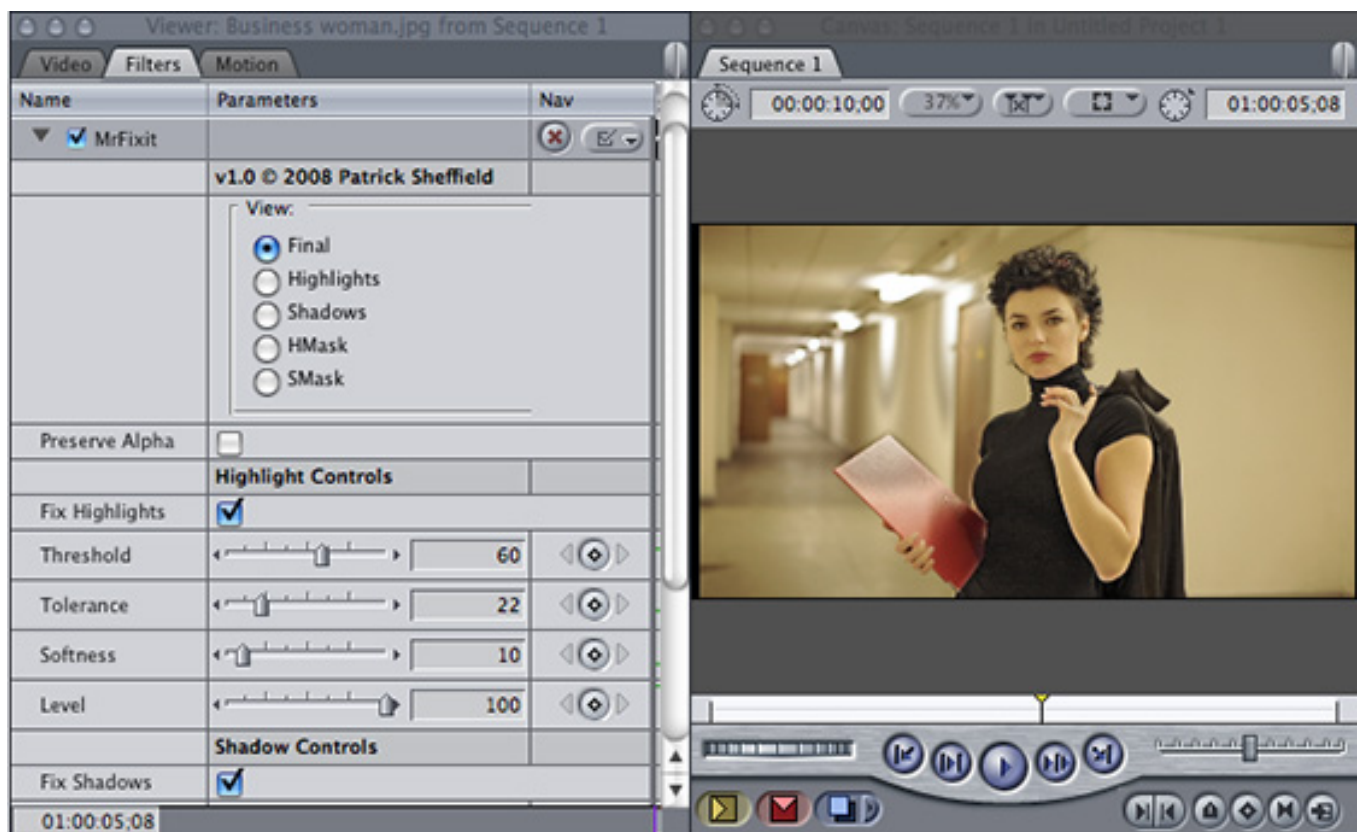 Viewer: Business woman.jpg from Sequence 1
Video Filters Motion
Name Parameters Nav
MrFixit
v1.0 © 2008 Patrick Sheffield
View:
Final
Highlights
Shadows
HMask
SMask
Preserve Alpha
Highlight Controls
Fix Highlights
Threshold 60
Tolerance 22
Softness 10
Level 100
Shadow Controls
Fix Shadows
01:00:05;08
Canvas: Sequence 1 in Untitled Project 1
Sequence 1
00:00:10;00 37% 01:00:05;08